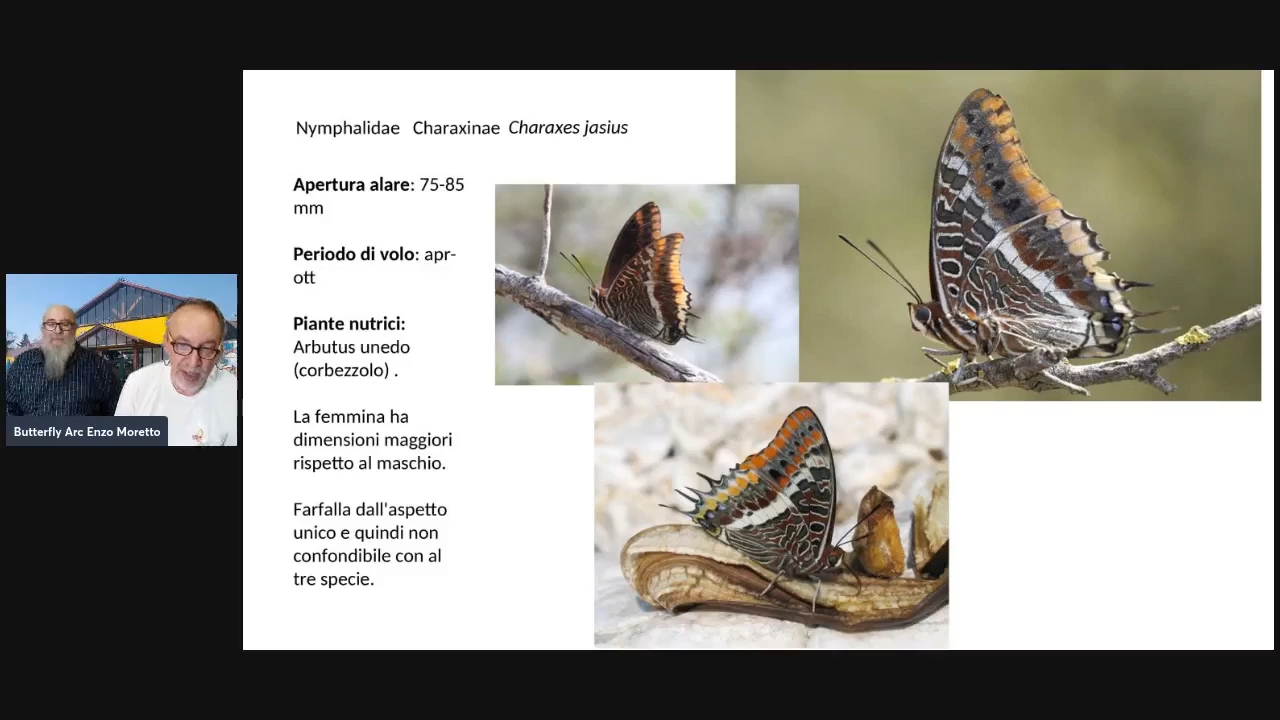 Nymphalidae Charaxinae Charaxes jasius
Apertura alare: 75-85
mm
Periodo di volo: apr-
ott
Piante nutrici:
Arbutus unedo
(corbezzolo) .
La femmina ha
dimensioni maggiori
rispetto al maschio.
Farfalla dall'aspetto
unico e quindi non
confondibile con al
tre specie.
Butterfly Arc Enzo Moretto